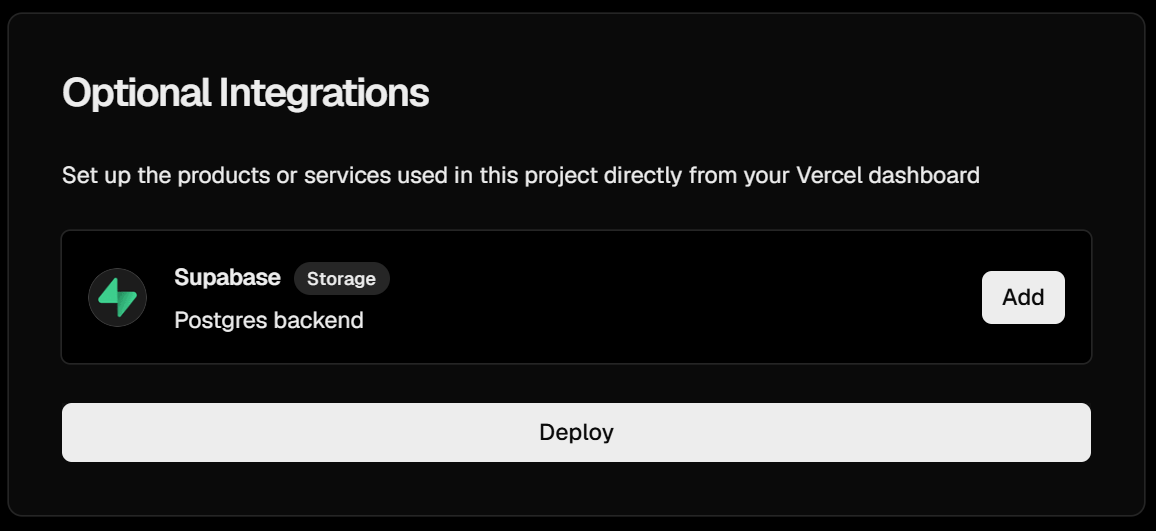 Optional Integrations
Set up the products or services used in this project directly from your Vercel dashboard
Supabase Storage
Postgres backend
Add
Deploy